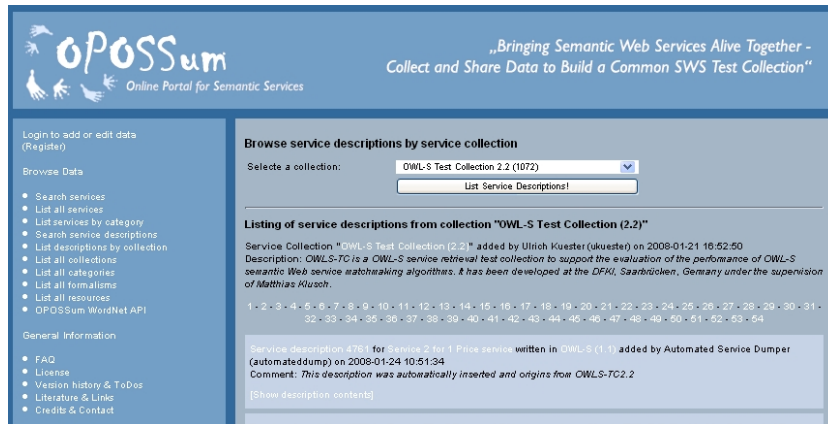 OPOSSum
Online Portal for Semantic Services
„Bringing Semantic Web Services Alive Together -
Collect and Share Data to Build a Common SWS Test Collection“
Login to add or edit data
(Register)
Browse Data
Search services
List all services
List services by category
Search service descriptions
List descriptions by collection
List all collections
List all categories
List all formalisms
List all resources
OPOSSum WordNet API
General Information
FAQ
License
Version history & ToDos
Literature & Links
Credits & Contact
Browse service descriptions by service collection
Selecte a collection: OWL-S Test Collection 2.2 (1072)
List Service Descriptions!
Listing of service descriptions from collection "OWL-S Test Collection (2.2)"
Service Collection "OWL-S Test Collection (2.2)" added by Ulrich Kuester (ukuester) on 2008-01-21 16:52:50
Description: OWLS-TC is a OWL-S service retrieval test collection to support the evaluation of the performance of OWL-S
semantic Web service matchmaking algorithms. It has been developed at the DFKI, Saarbrücken, Germany under the supervision
of Matthias Klusch.
1 - 2 - 3 - 4 - 5 - 6 - 7 - 8 - 9 - 10 - 11 - 12 - 13 - 14 - 15 - 16 - 17 - 18 - 19 - 20 - 21 - 22 - 23 - 24 - 25 - 26 - 27 - 28 - 29 - 30 - 31 -
32 - 33 - 34 - 35 - 36 - 37 - 38 - 39 - 40 - 41 - 42 - 43 - 44 - 45 - 46 - 47 - 48 - 49 - 50 - 51 - 52 - 53 - 54
Service description 4761 for Service 2 for 1 Price service written in OWL-S (1.1) added by Automated Service Dumper
(automateddump) on 2008-01-24 10:51:34
Comment: This description was automatically inserted and origins from OWLS-TC2.2
[Show description contents]